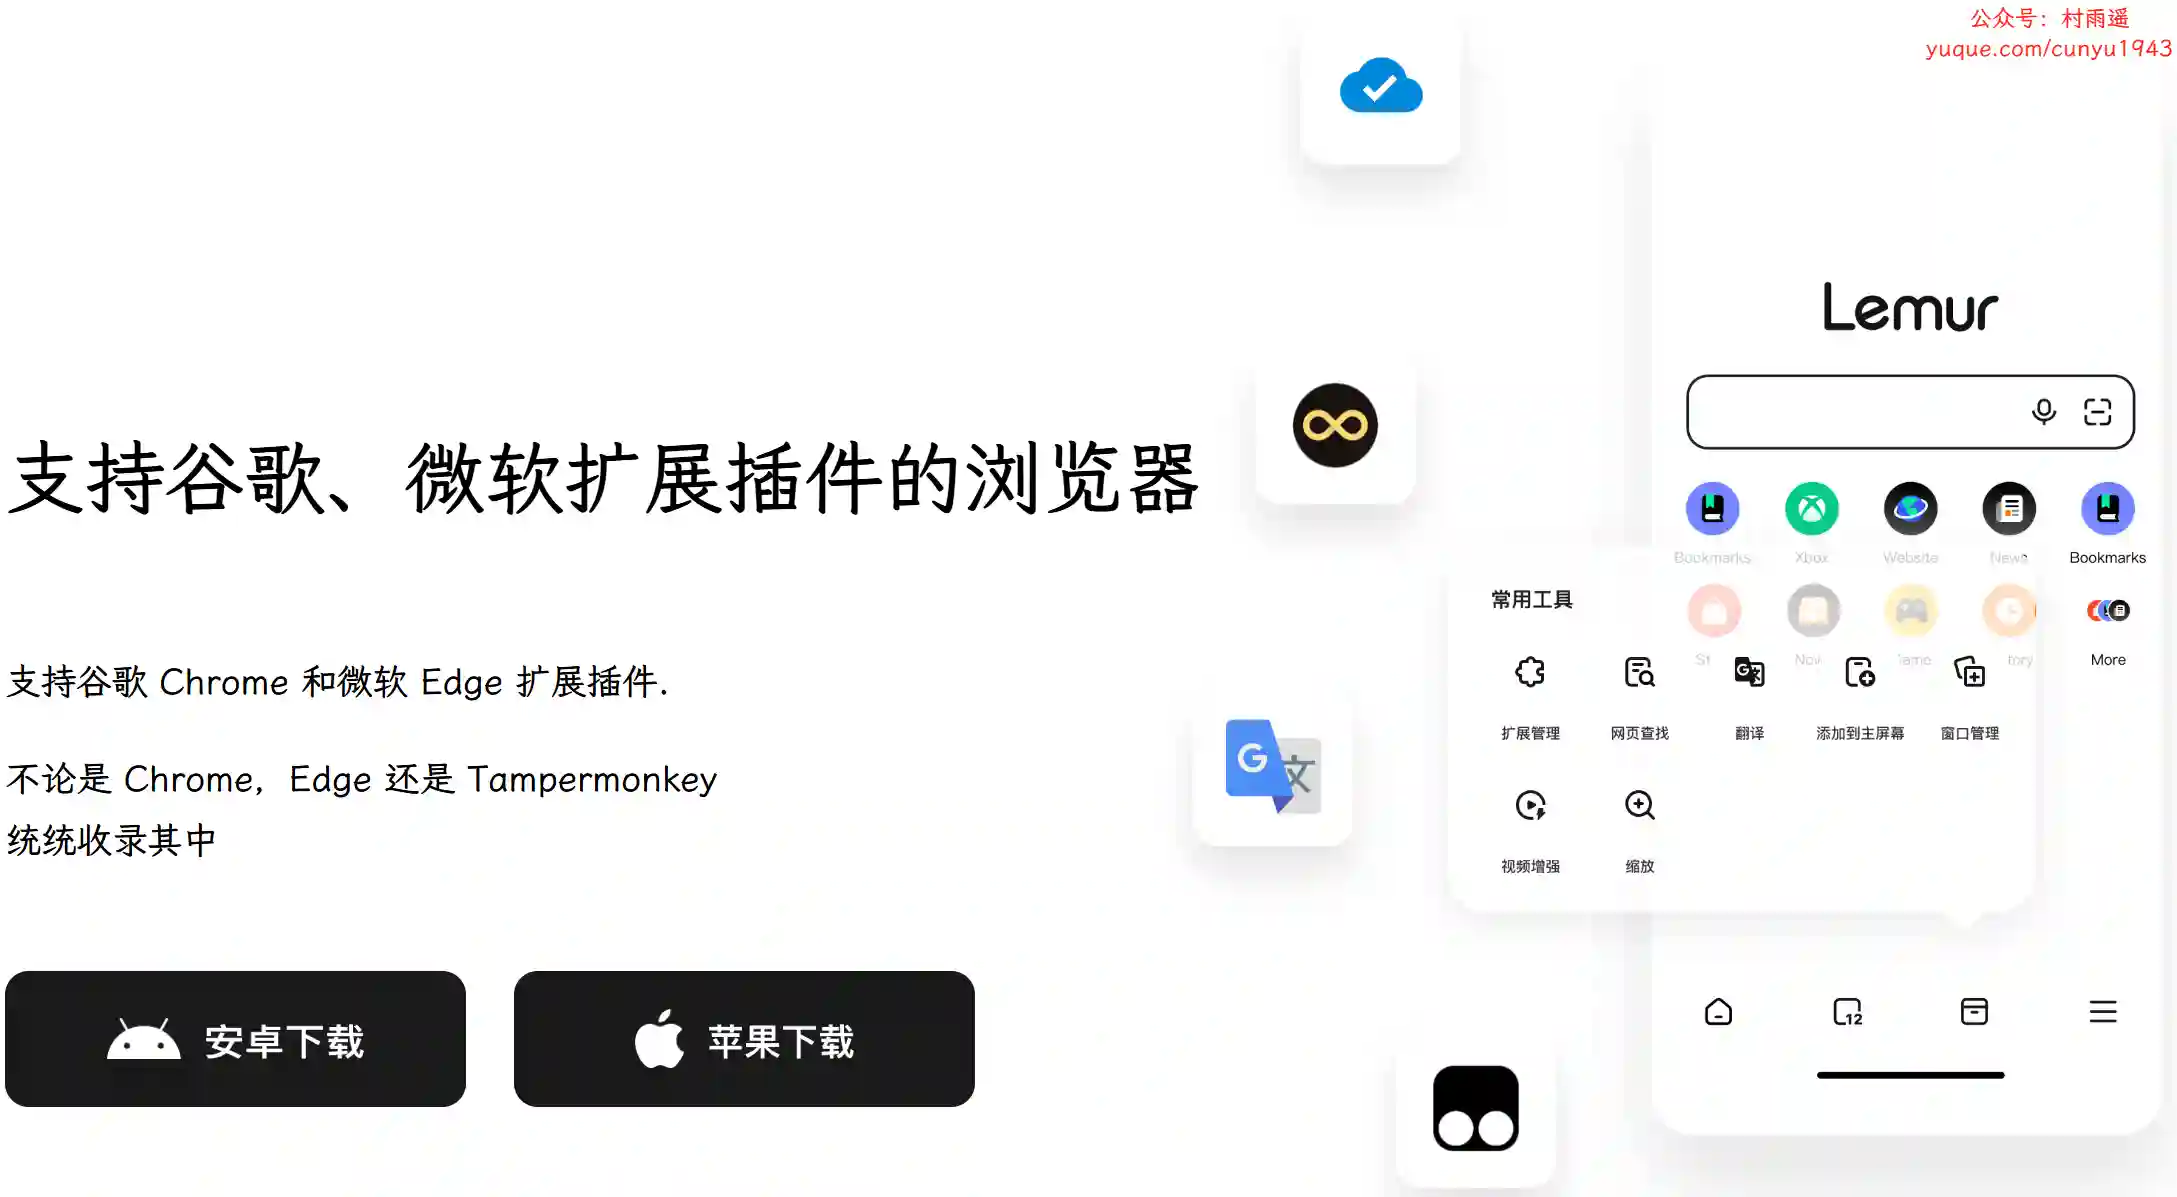 公众号：村雨遥
yuque.com/cunyu1943
支持谷歌、微软扩展插件的浏览器
支持谷歌 Chrome 和微软 Edge 扩展插件.
不论是 Chrome，Edge 还是 Tampermonkey
统统收录其中
安卓下载
苹果下载
G
文
Lemur
Bookmarks Xbox Website News Bookmarks
More
常用工具
扩展管理 网页查找 翻译 添加到主屏幕 窗口管理
视频增强 缩放
12